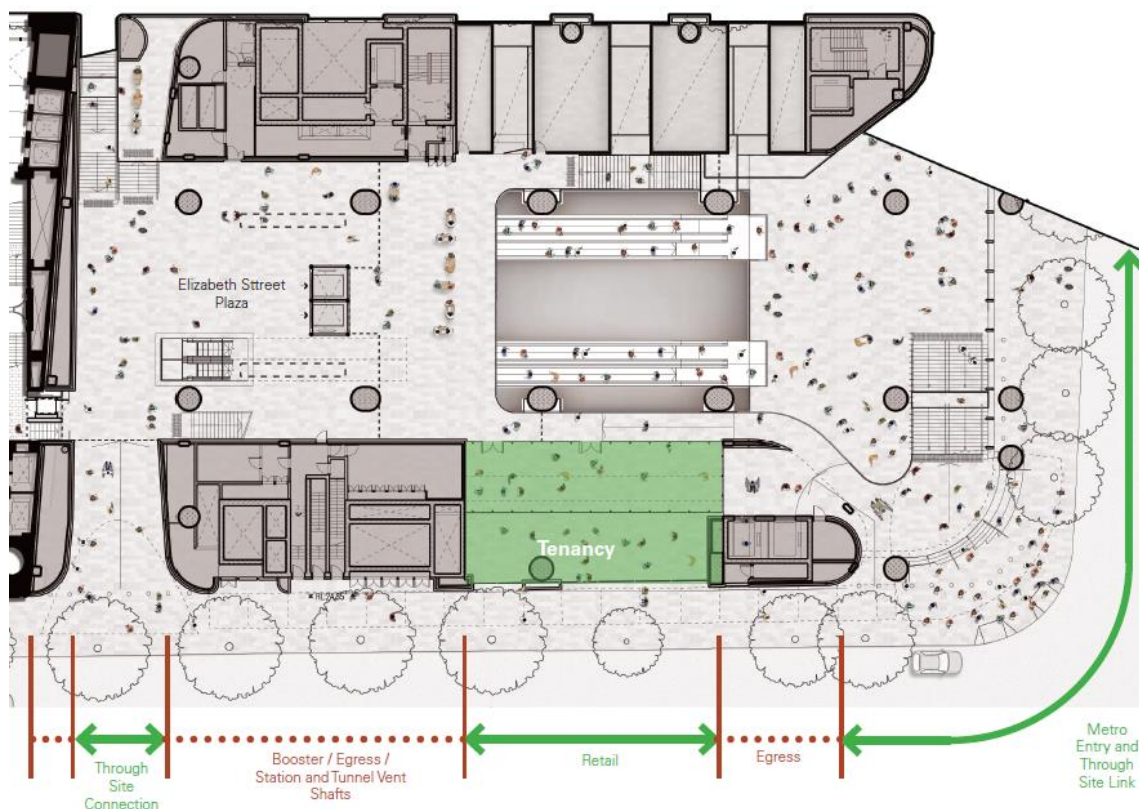 Elizabeth Sttreet
Plaza
Tenancy
Through
Site
Connection
Booster / Egress /
Station and Tunnel Vent
Shafts
Retail
Egress
Metro
Entry and
Through
Site Link